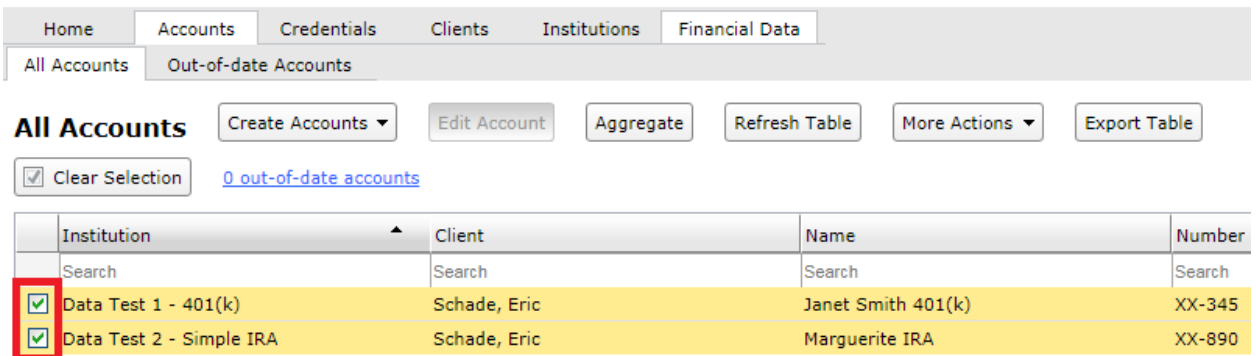 Home Accounts Credentials Clients Institutions Financial Data
All Accounts Out-of-date Accounts
All Accounts Create Accounts Edit Account Aggregate Refresh Table More Actions Export Table
Clear Selection 0 out-of-date accounts
Institution Client Name Number
Search Search Search Search
Data Test 1 - 401(k) Schade, Eric Janet Smith 401(k) XX-345
Data Test 2 - Simple IRA Schade, Eric Marguerite IRA XX-890